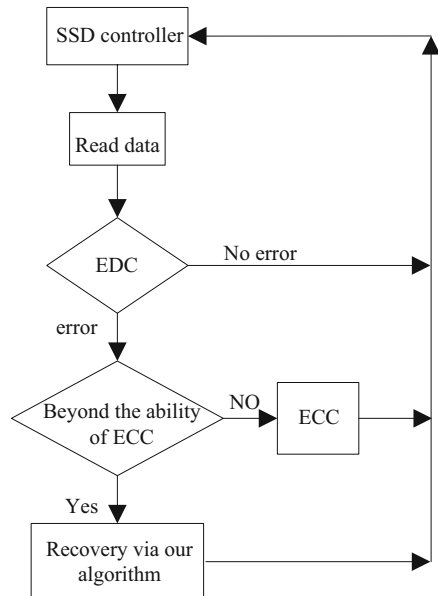 SSD controller
Read data
EDC
No error
error
Beyond the ability
of ECC
NO
ECC
Yes
Recovery via our
algorithm